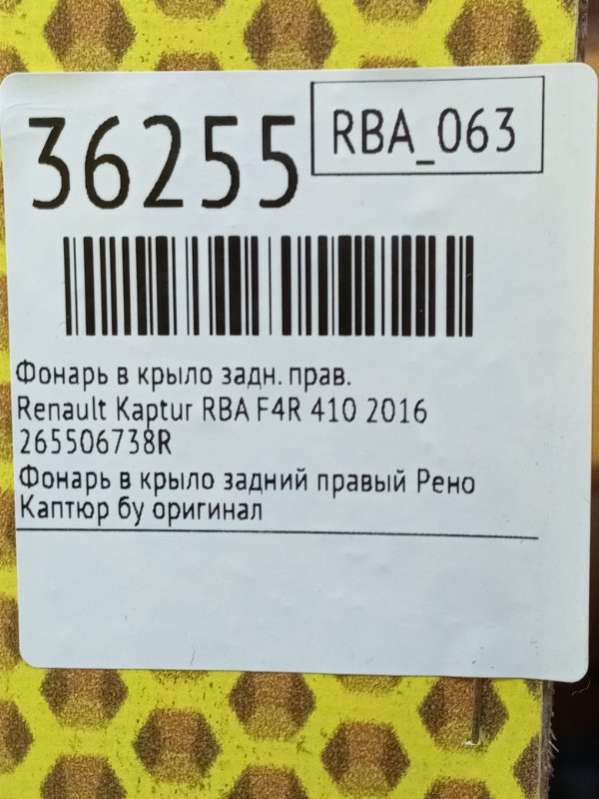 36255
RBA_063
Фонарь в крыло задн. прав.
Renault Kaptur RBA F4R 410 2016
265506738R
Фонарь в крыло задний правый Рено
Каптюр бу оригинал